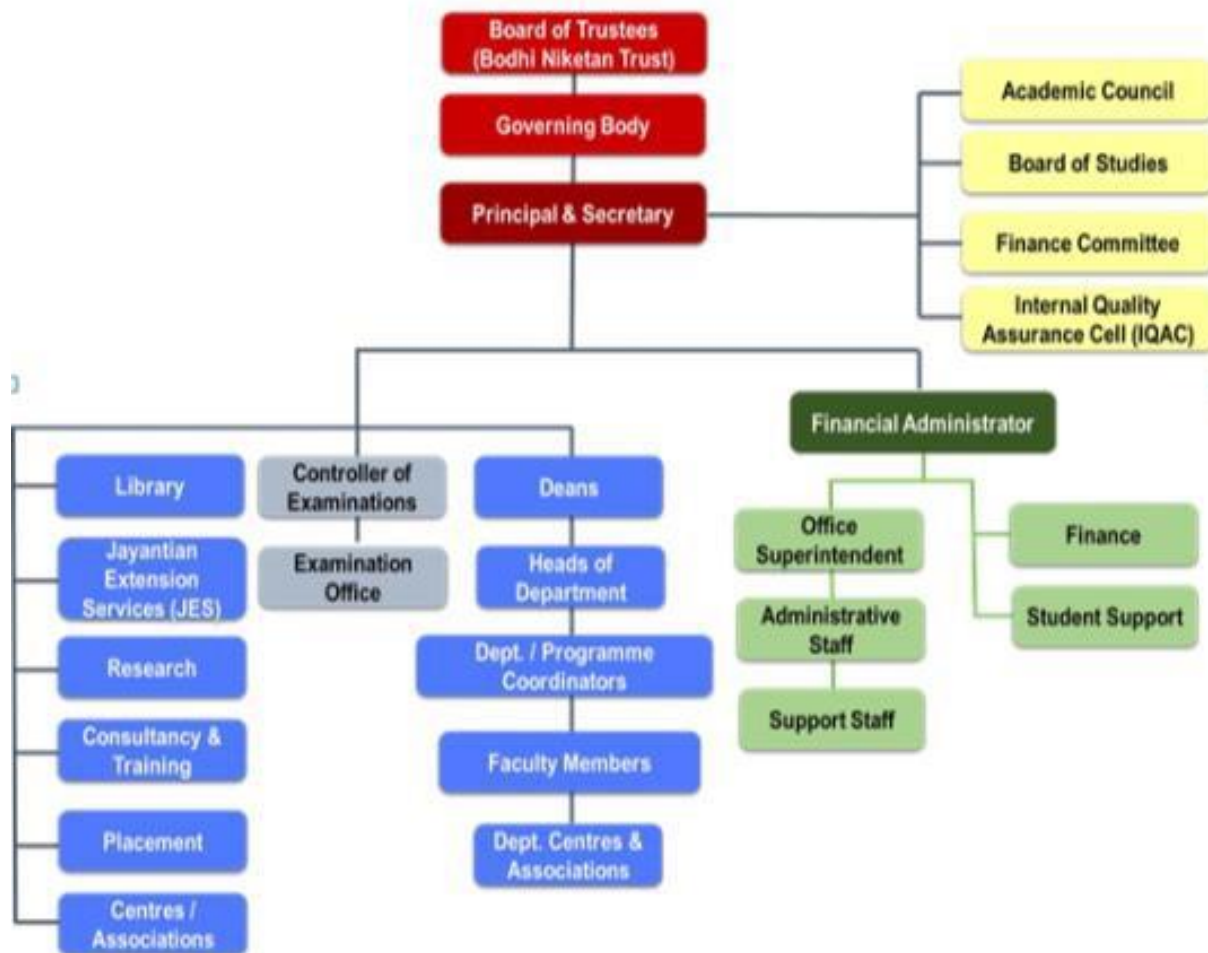 Board of Trustees
(Bodhi Niketan Trust)
Governing Body
Principal & Secretary
Academic Council
Board of Studies
Finance Committee
Internal Quality
Assurance Cell (IQAC)
Financial Administrator
Library
Jayantian
Extension
Services (JES)
Research
Consultancy &
Training
Placement
Centres /
Associations
Controller of
Examinations
Examination
Office
Deans
Heads of
Department
Dept. / Programme
Coordinators
Faculty Members
Dept. Centres &
Associations
Office
Superintendent
Administrative
Staff
Support Staff
Finance
Student Support